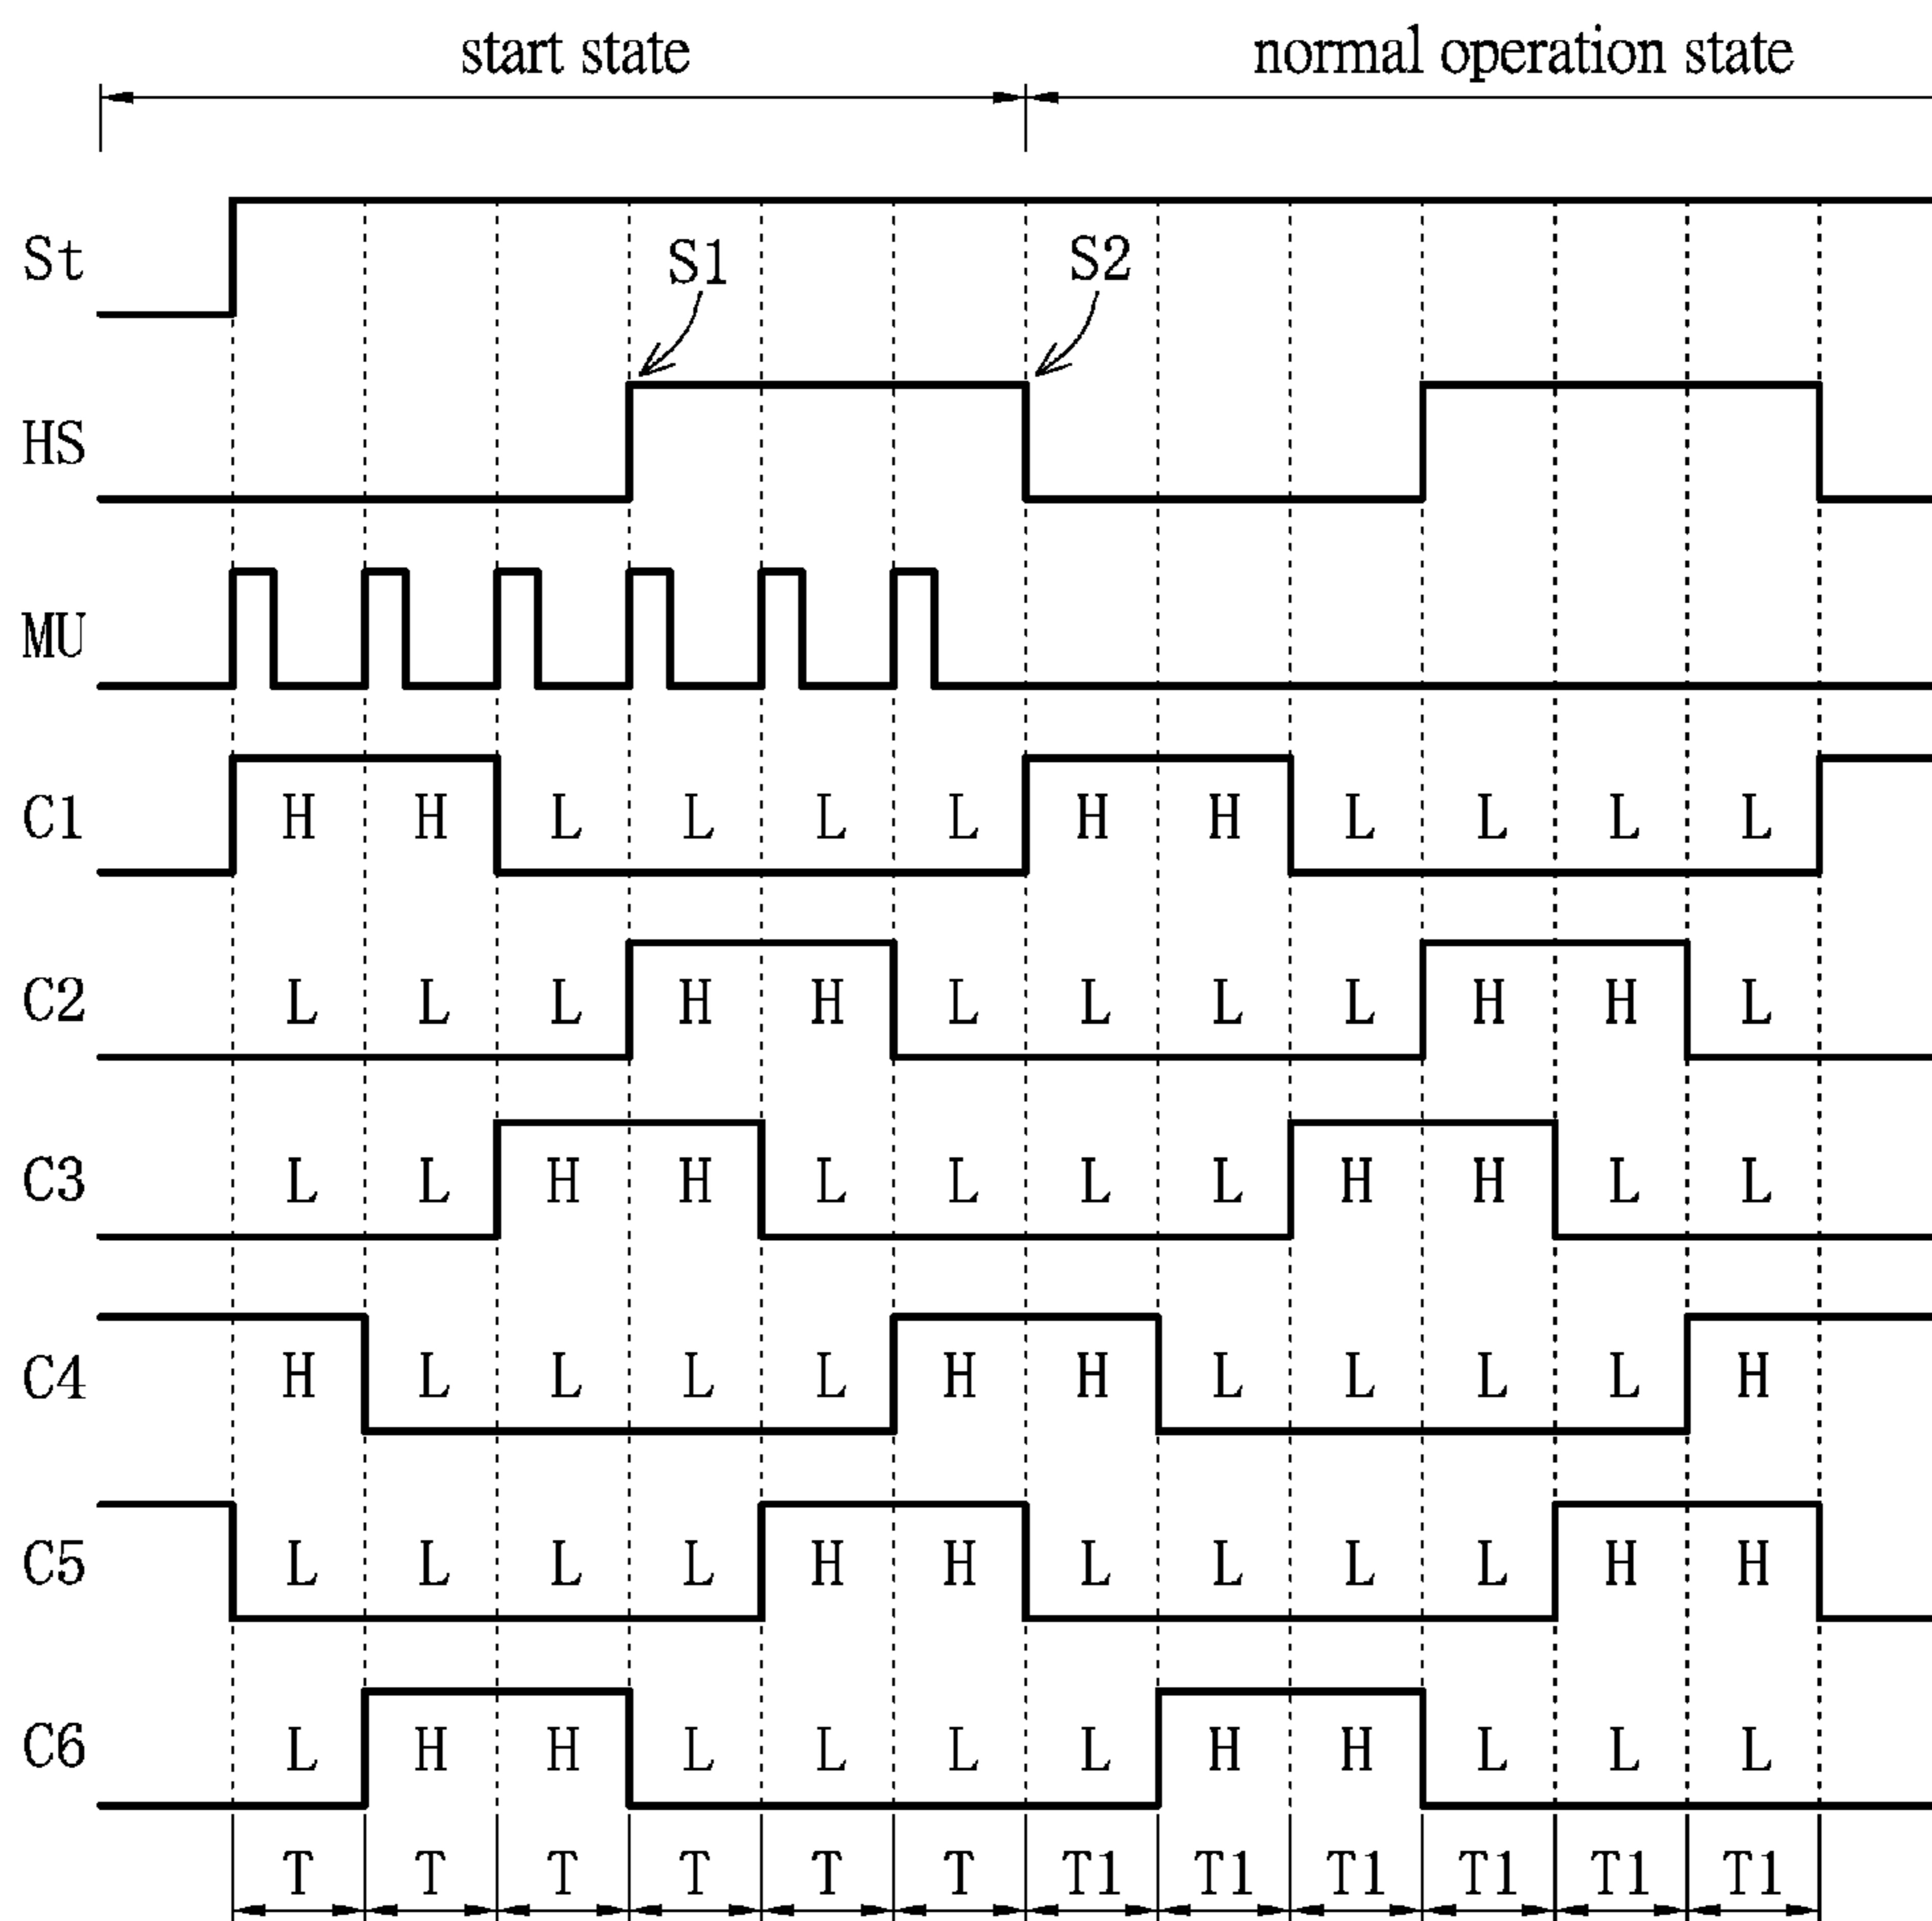 start state normal operation state
St
S1 S2
HS
MU
C1 H H L L L L H H L L L L
C2 L L L H H L L L L H H L
C3 L L H H L L L L H H L L
C4 H L L L L H H L L L L H
C5 L L L L H H L L L L H H
C6 L H H L L L L H H L L L
T T T T T T T1 T1 T1 T1 T1 T1